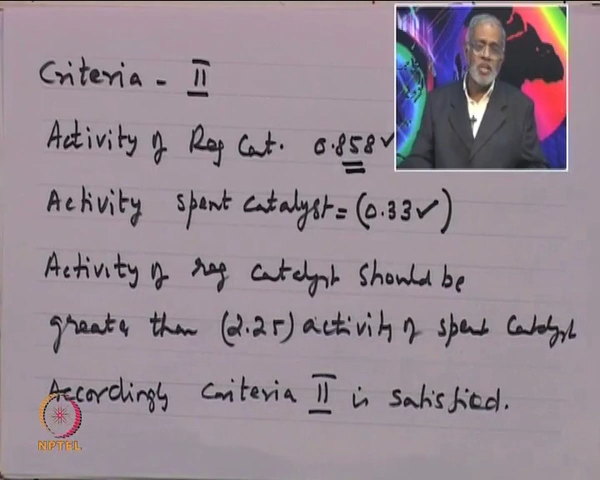 Criteria - II
Activity of Reg Cat. 0.858 ✓
Activity spent catalyst = (0.33 ✓)
Activity of reg catalyst should be
greater than (2.25) activity of spent catalyst
Accordingly Criteria II is satisfied.
NPTEL